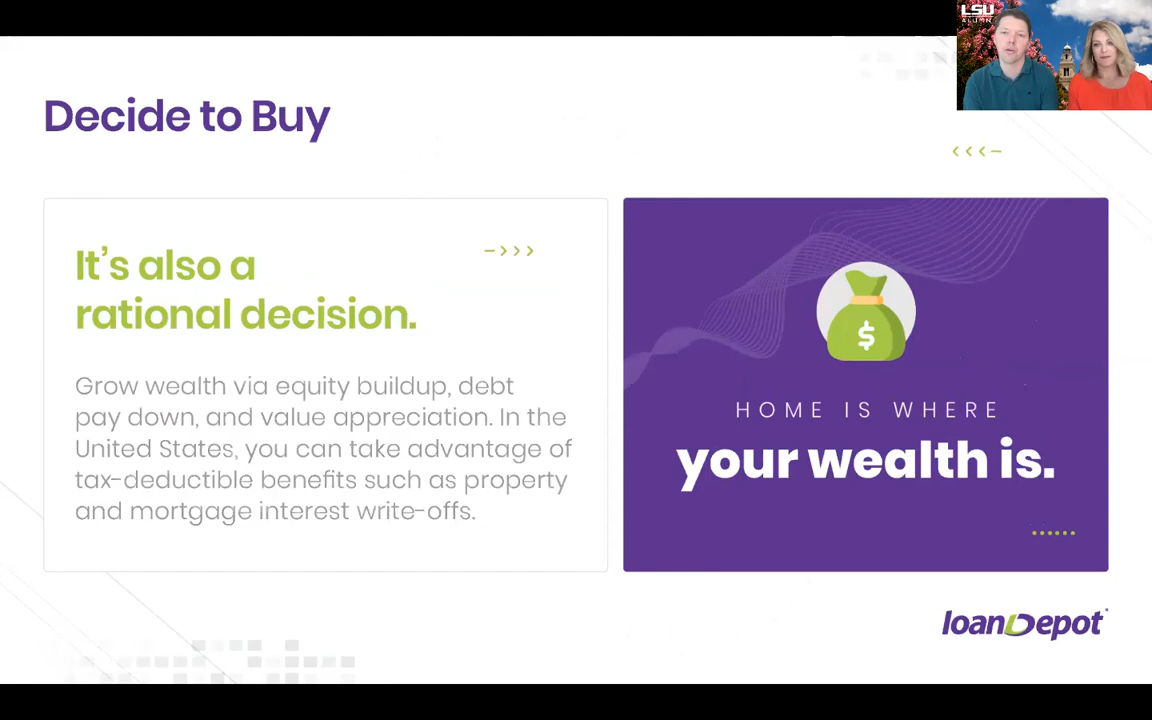 LSU
ALUMNI
Decide to Buy
It’s also a
rational decision.
Grow wealth via equity buildup, debt
pay down, and value appreciation. In the
United States, you can take advantage of
tax-deductible benefits such as property
and mortgage interest write-offs.
$
HOME IS WHERE
your wealth is.
loanDepot